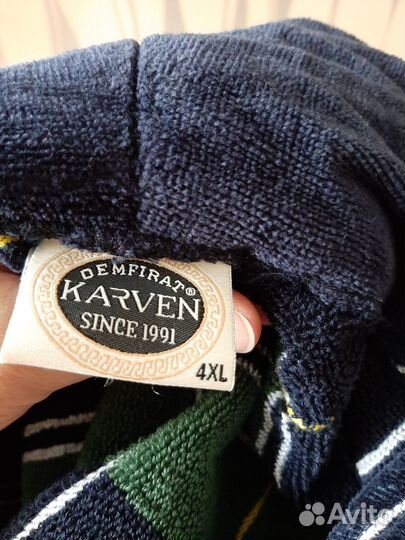 DEMFIRAT®
KARVEN
SINCE 1991
4XL
Avito